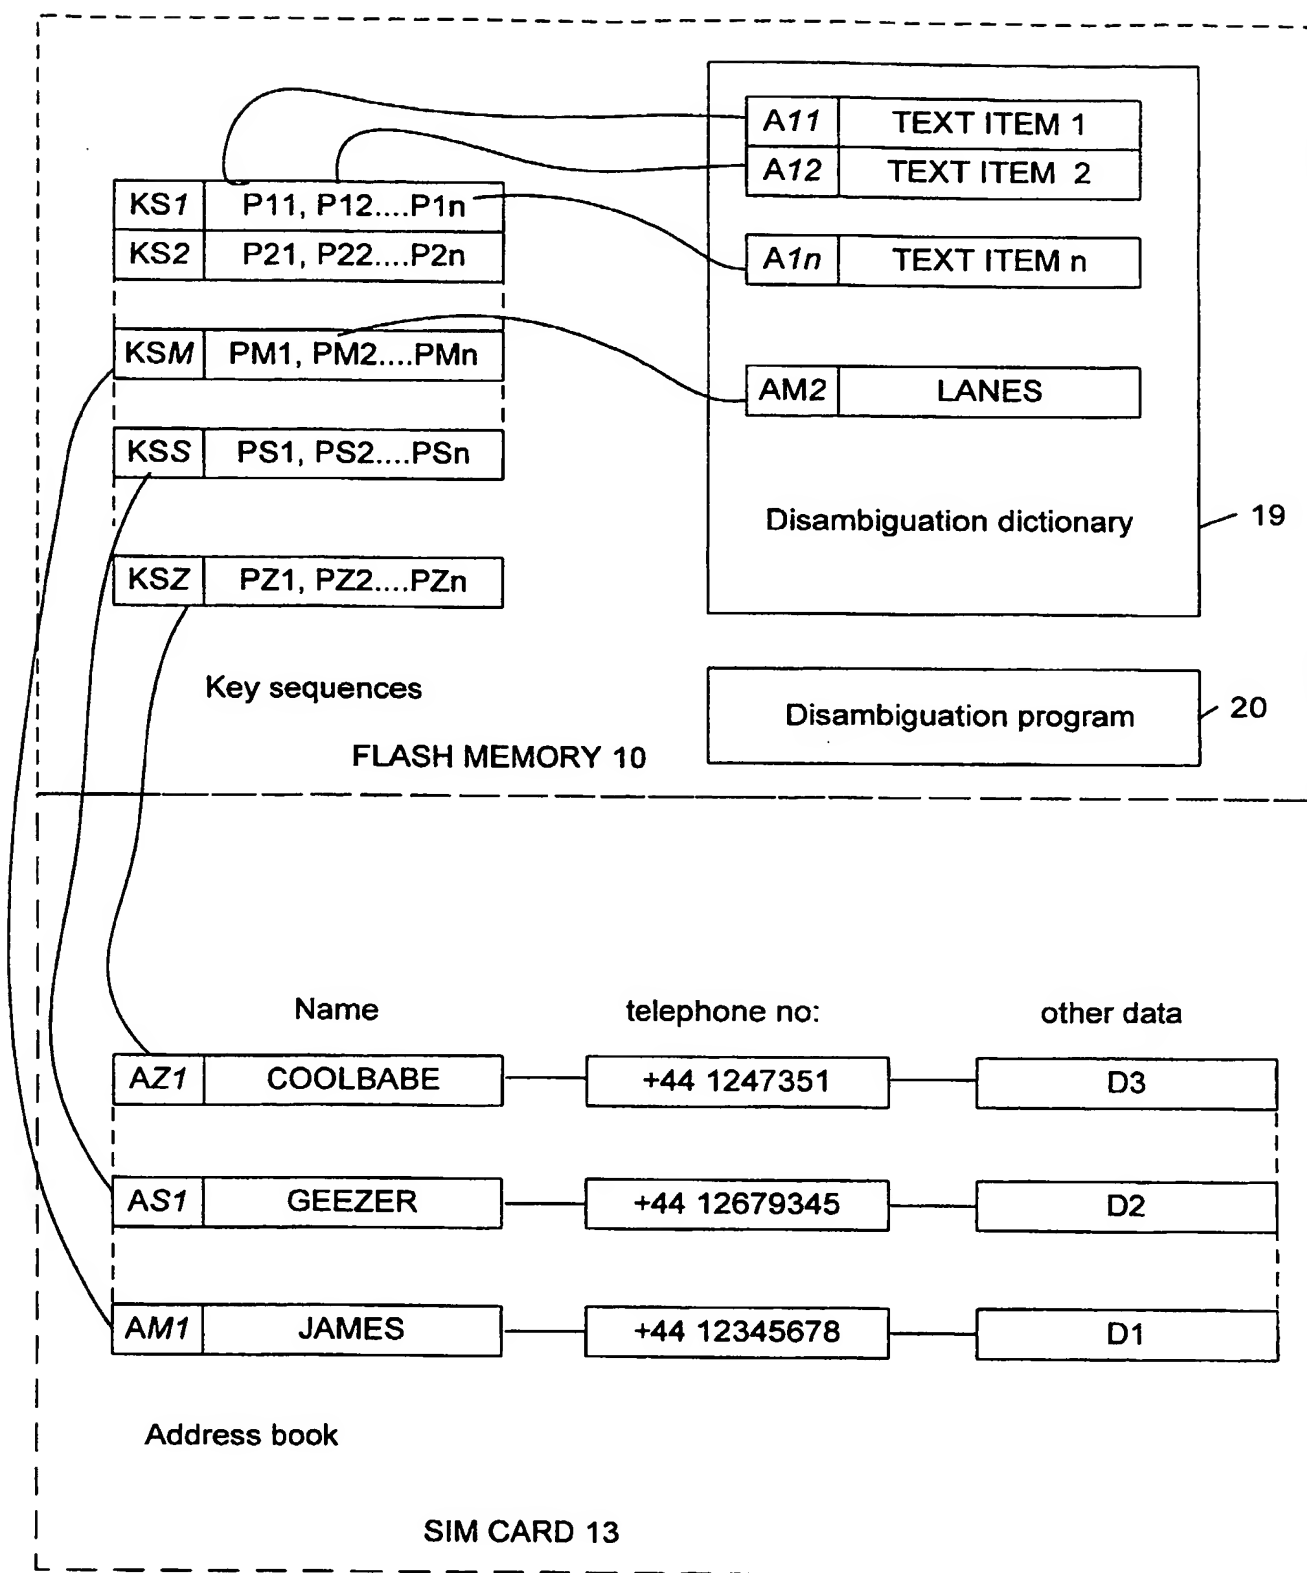 A11 TEXT ITEM 1
A12 TEXT ITEM 2
KS1 P11, P12....P1n
KS2 P21, P22....P2n
A1n TEXT ITEM n
KSM PM1, PM2....PMn
AM2 LANES
KSS PS1, PS2....PSn
Disambiguation dictionary 19
KSZ PZ1, PZ2....PZn
Key sequences
Disambiguation program 20
FLASH MEMORY 10
Name telephone no: other data
AZ1 COOLBABE +44 1247351 D3
AS1 GEEZER +44 12679345 D2
AM1 JAMES +44 12345678 D1
Address book
SIM CARD 13